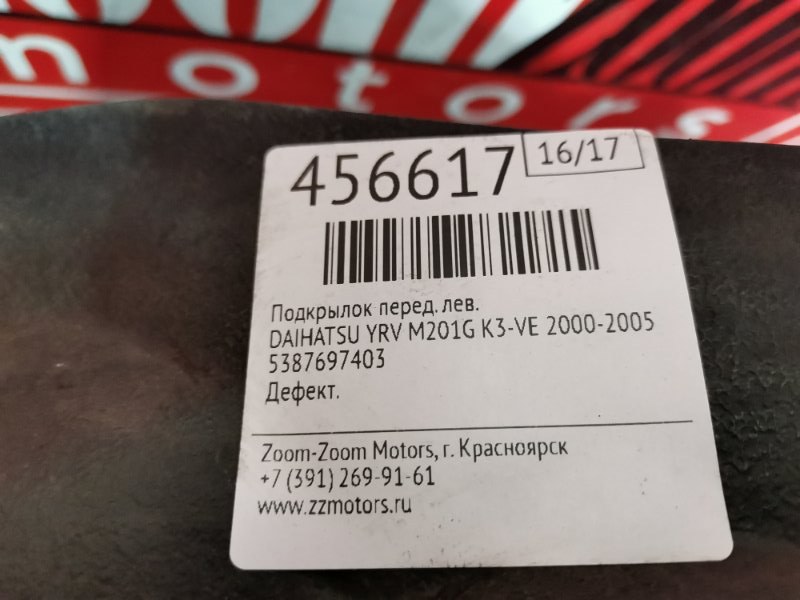 motors
456617 16/17
Подкрылок перед. лев.
DAIHATSU YRV M201G K3-VE 2000-2005
5387697403
Дефект.
Zoom-Zoom Motors, г. Красноярск
+7 (391) 269-91-61
www.zzmotors.ru